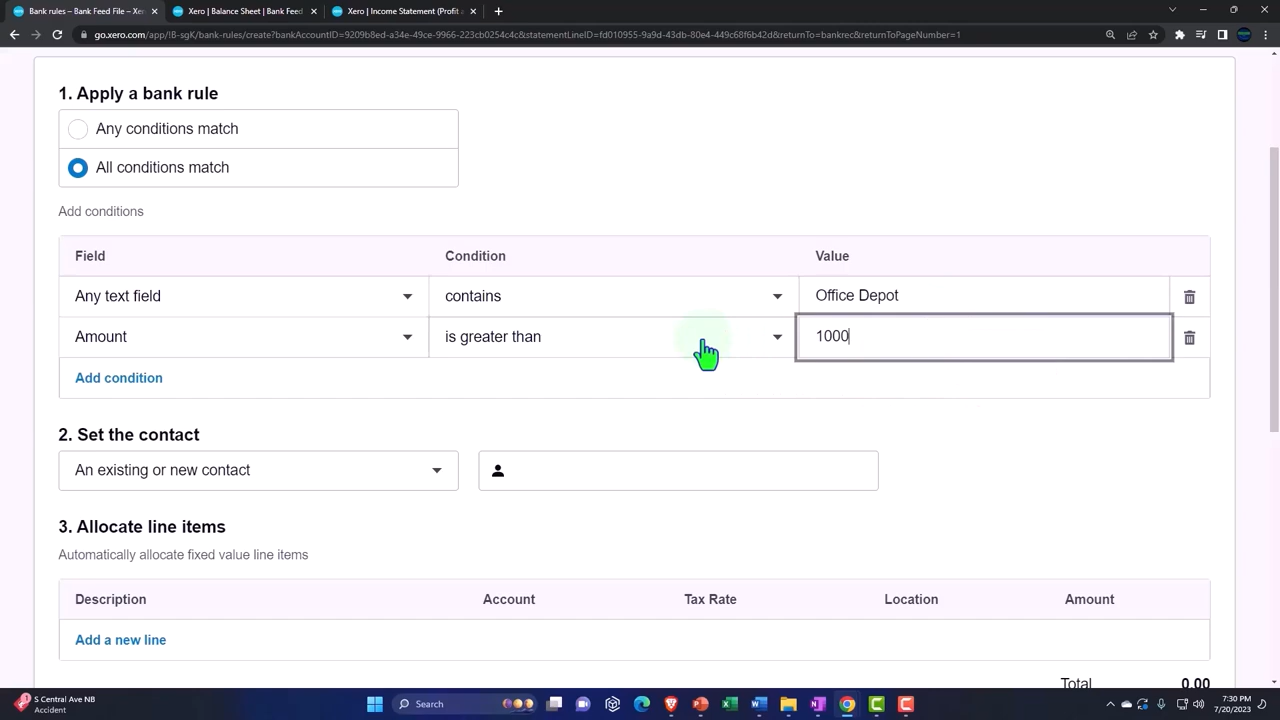 Bank rules – Bank Feed File – Xe
Xero | Balance Sheet | Bank Feed
Xero | Income Statement (Profit a
go.xero.com/app/!8-sgK/bank-rules/create?bankAccountID=9209b8ed-a34e-49ce-9966-223cb0254c4c&statementLineID=fd010955-9a9d-43db-80e4-449c68f6b42d&returnTo=bankrec&returnToPageNumber=1
1. Apply a bank rule
Any conditions match
All conditions match
Add conditions
Field Condition Value
Any text field contains Office Depot
Amount is greater than 1000
Add condition
2. Set the contact
An existing or new contact
3. Allocate line items
Automatically allocate fixed value line items
Description Account Tax Rate Location Amount
Add a new line
Total 0.00
S Central Ave NB
Accident
Search
7:30 PM
7/20/2023